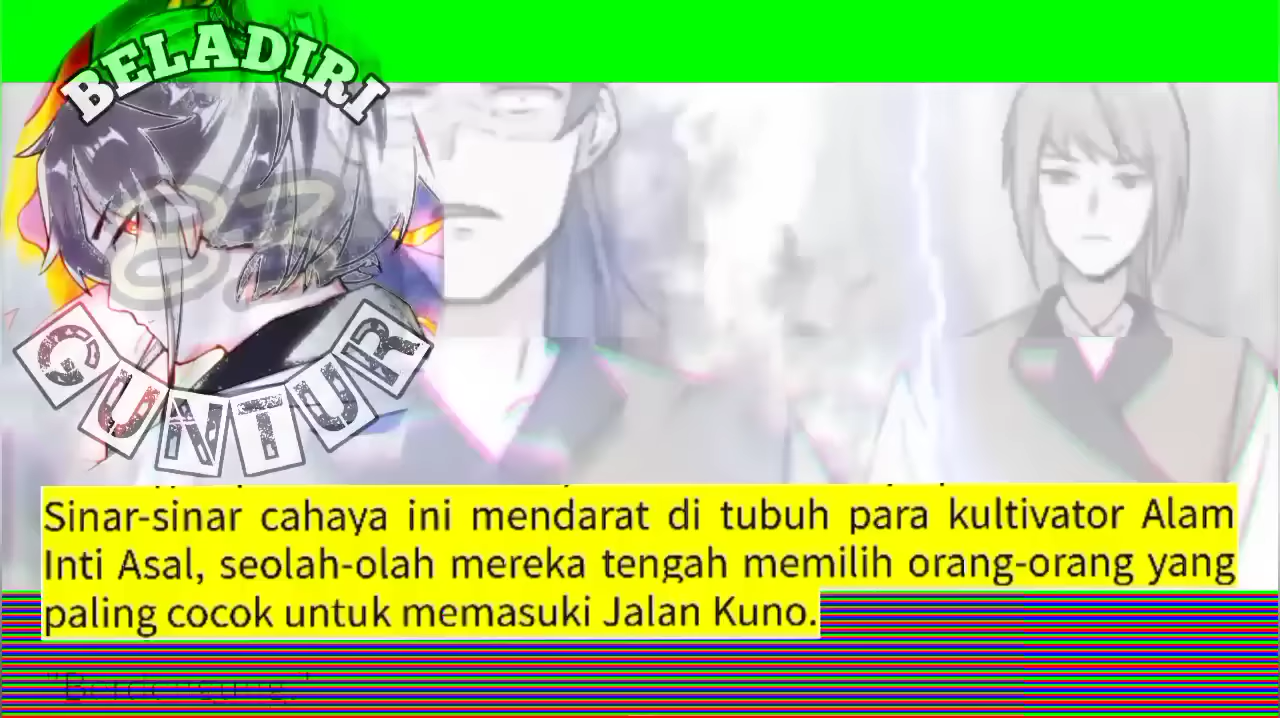 BELADIRI
GUNTUR
Sinar-sinar cahaya ini mendarat di tubuh para kultivator Alam
Inti Asal, seolah-olah mereka tengah memilih orang-orang yang
paling cocok untuk memasuki Jalan Kuno.